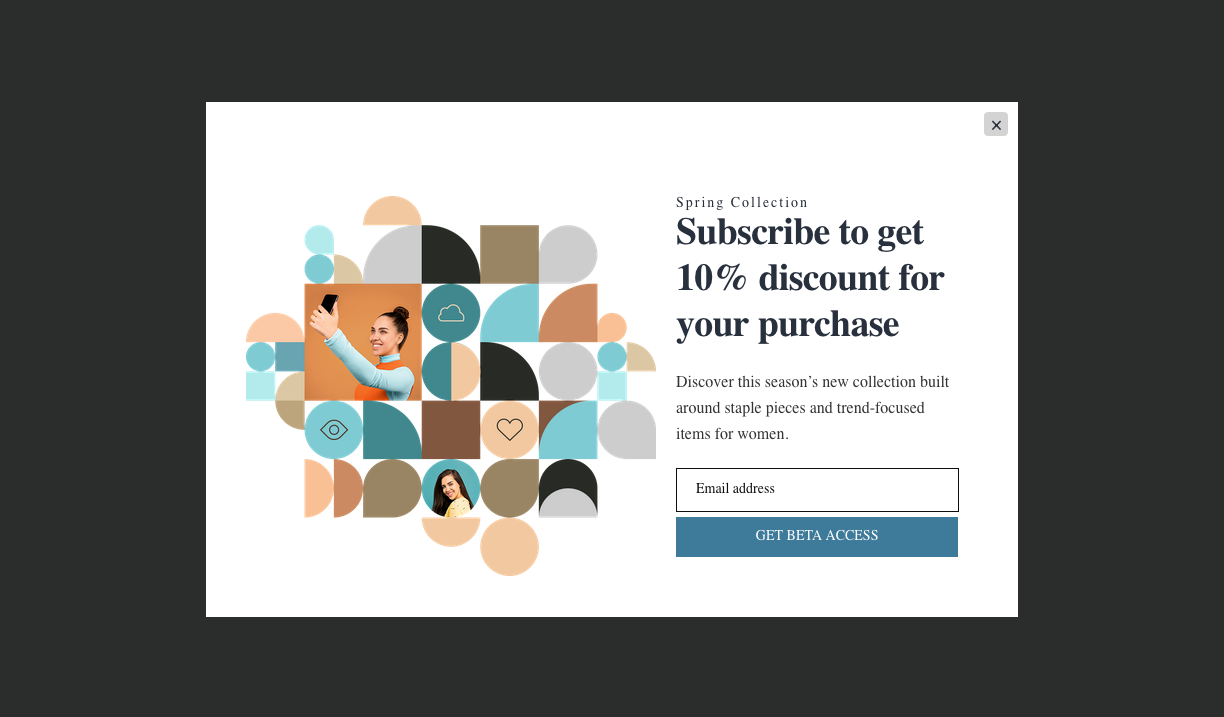 Spring Collection
Subscribe to get
10% discount for
your purchase
Discover this season’s new collection built
around staple pieces and trend-focused
items for women.
Email address
GET BETA ACCESS